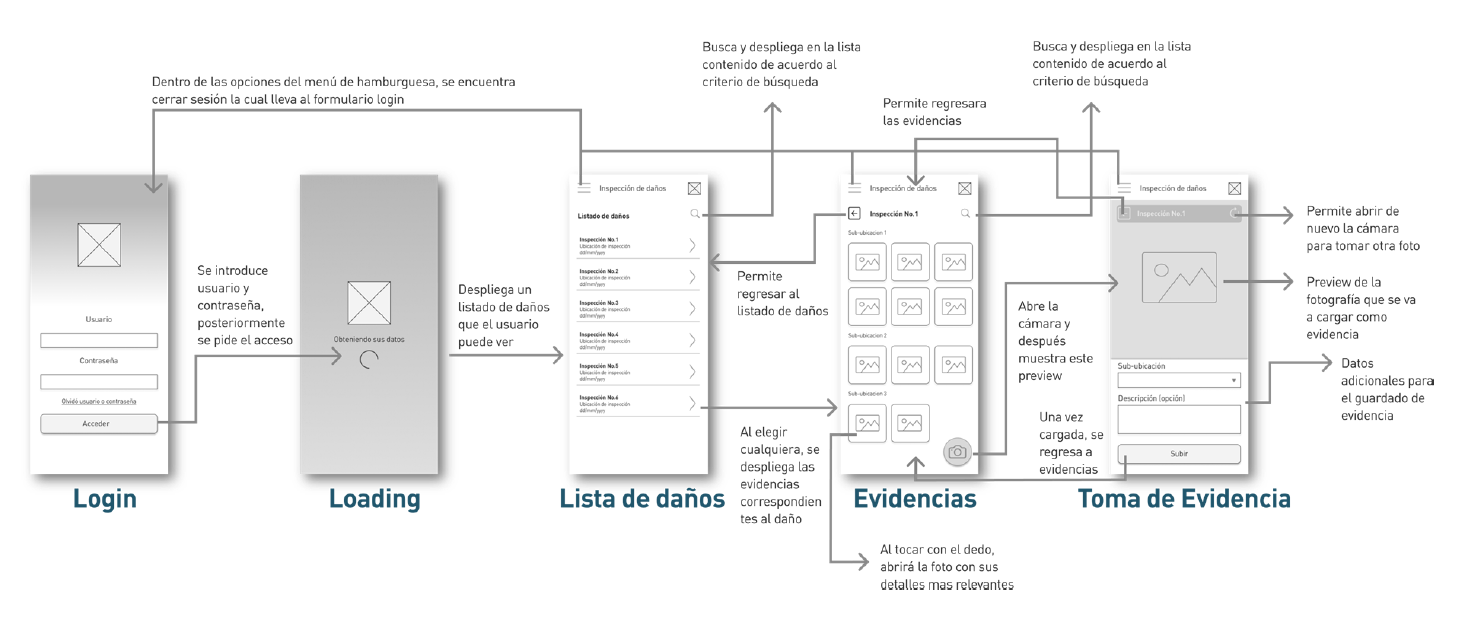 Dentro de las opciones del menú de hamburguesa, se encuentra
cerrar sesión la cual lleva al formulario login
Busca y despliega en la lista
contenido de acuerdo al
criterio de búsqueda
Permite regresara
las evidencias
Busca y despliega en la lista
contenido de acuerdo al
criterio de búsqueda
Usuario
Contraseña
Olvidé usuario o contraseña
Acceder
Login
Se introduce
usuario y
contraseña,
posteriormente
se pide el acceso
Obteniendo sus datos
Loading
Despliega un
listado de daños
que el usuario
puede ver
Inspección de daños
Listado de daños
Inspección No.1
Ubicación de inspección
dd/mm/yyyy
Inspección No.2
Ubicación de inspección
dd/mm/yyyy
Inspección No.3
Ubicación de inspección
dd/mm/yyyy
Inspección No.4
Ubicación de inspección
dd/mm/yyyy
Inspección No.5
Ubicación de inspección
dd/mm/yyyy
Inspección No.6
Ubicación de inspección
dd/mm/yyyy
Lista de daños
Permite
regresar al
listado de daños
Al elegir
cualquiera, se
despliega las
evidencias
correspondien
tes al daño
Inspección de daños
Inspección No.1
Sub-ubicacion 1
Sub-ubicacion 2
Sub-ubicacion 3
Evidencias
Al tocar con el dedo,
abrirá la foto con sus
detalles mas relevantes
Abre la
cámara y
después
muestra este
preview
Una vez
cargada, se
regresa a
evidencias
Inspección de daños
Inspección No.1
Sub-ubicación
Descripción (opción)
Subir
Toma de Evidencia
Permite abrir de
nuevo la cámara
para tomar otra foto
Preview de la
fotografía que se va
a cargar como
evidencia
Datos
adicionales para
el guardado de
evidencia